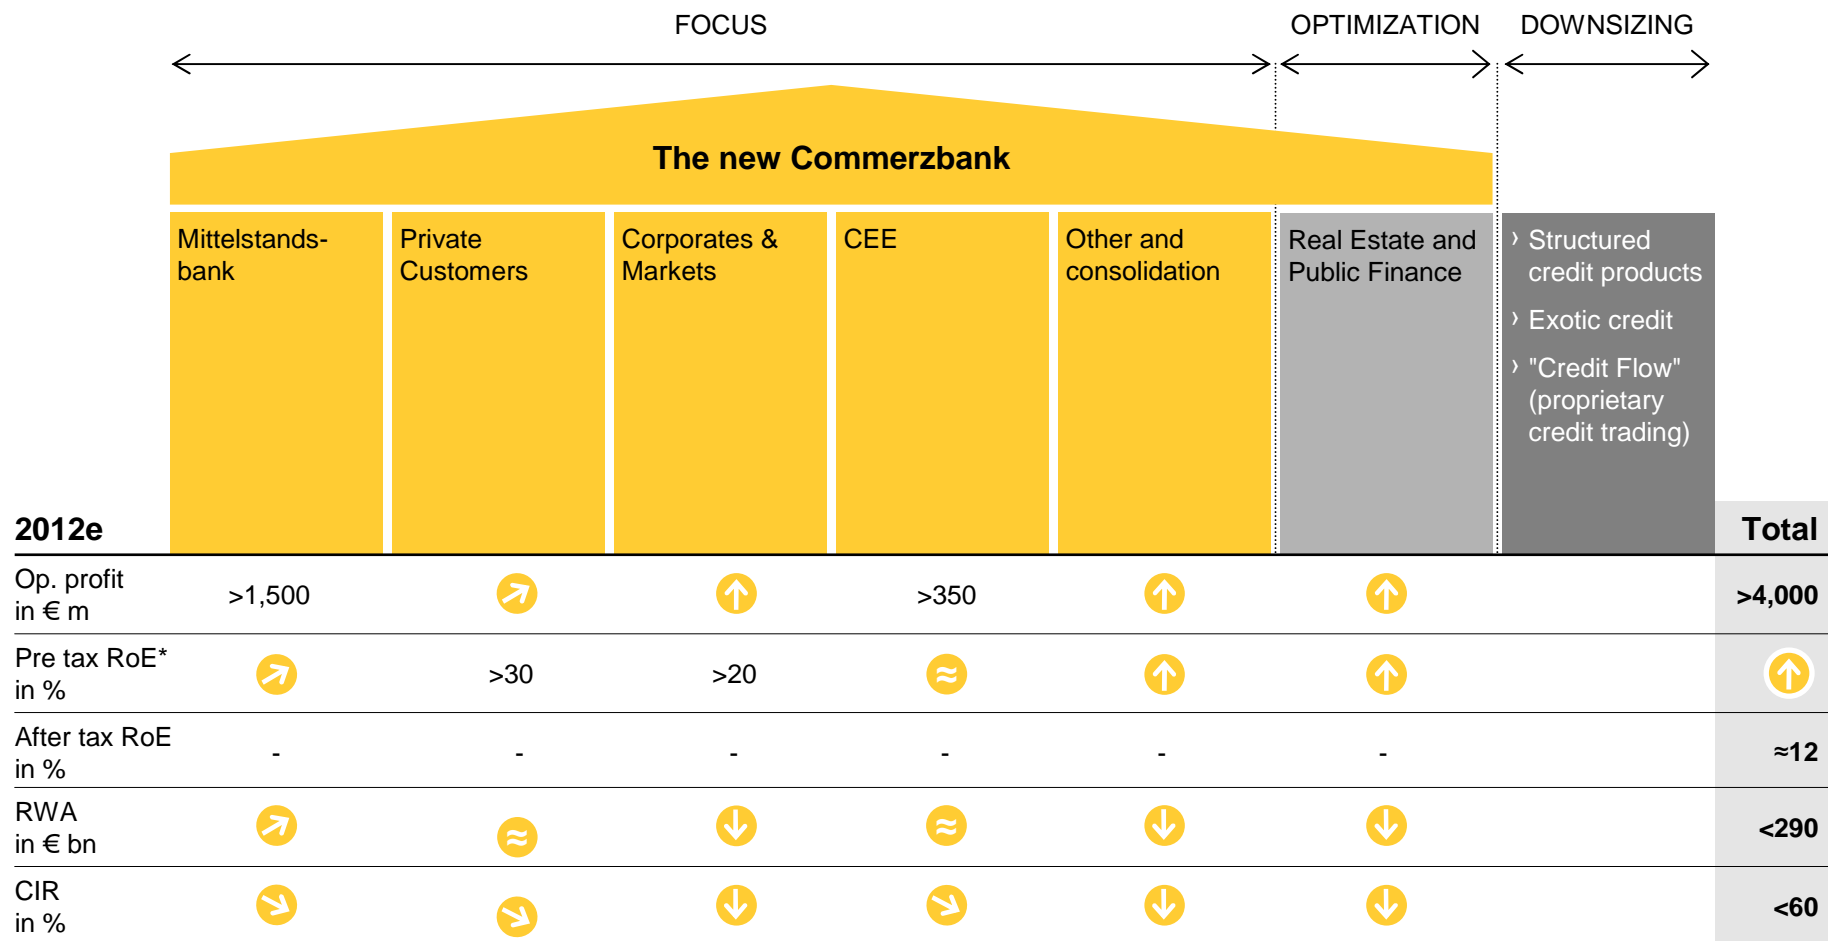 FOCUS OPTIMIZATION DOWNSIZING
The new Commerzbank
Mittelstands-
bank
Private
Customers
Corporates &
Markets
CEE
Other and
consolidation
Real Estate and
Public Finance
› Structured
credit products
› Exotic credit
› "Credit Flow"
(proprietary
credit trading)
2012e Total
Op. profit
in € m
>1,500 >350 >4,000
Pre tax RoE*
in %
>30 >20 ≈
After tax RoE
in %
- - - - - - ≈12
RWA
in € bn
≈ ≈ <290
CIR
in %
<60